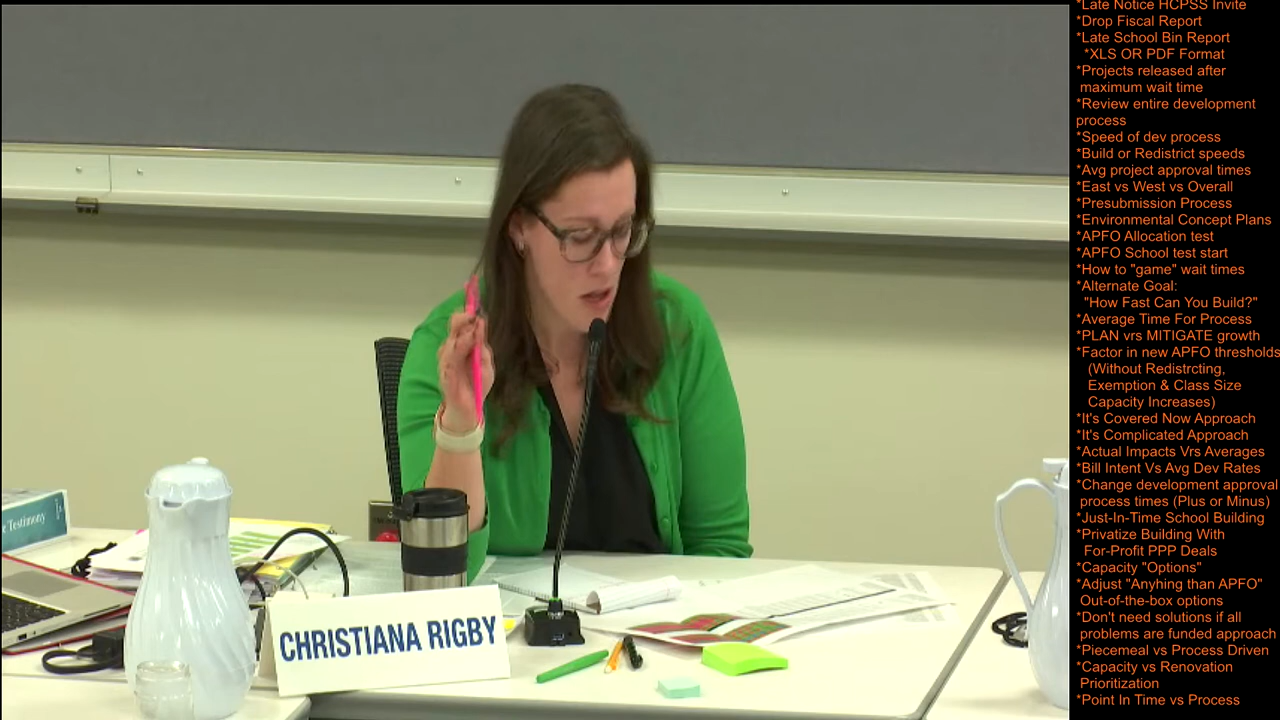 *Late Notice HCPSS Invite
*Drop Fiscal Report
*Late School Bin Report
*XLS OR PDF Format
*Projects released after
maximum wait time
*Review entire development
process
*Speed of dev process
*Build or Redistrict speeds
*Avg project approval times
*East vs West vs Overall
*Presubmission Process
*Environmental Concept Plans
*APFO Allocation test
*APFO School test start
*How to "game" wait times
*Alternate Goal:
"How Fast Can You Build?"
*Average Time For Process
*PLAN vrs MITIGATE growth
*Factor in new APFO thresholds
(Without Redistrcting,
Exemption & Class Size
Capacity Increases)
*It's Covered Now Approach
*It's Complicated Approach
*Actual Impacts Vrs Averages
*Bill Intent Vs Avg Dev Rates
*Change development approval
process times (Plus or Minus)
*Just-In-Time School Building
*Privatize Building With
For-Profit PPP Deals
*Capacity "Options"
*Adjust "Anyhing than APFO"
Out-of-the-box options
*Don't need solutions if all
problems are funded approach
*Piecemeal vs Process Driven
*Capacity vs Renovation
Prioritization
*Point In Time vs Process
Testimony
CHRISTIANA RIGBY